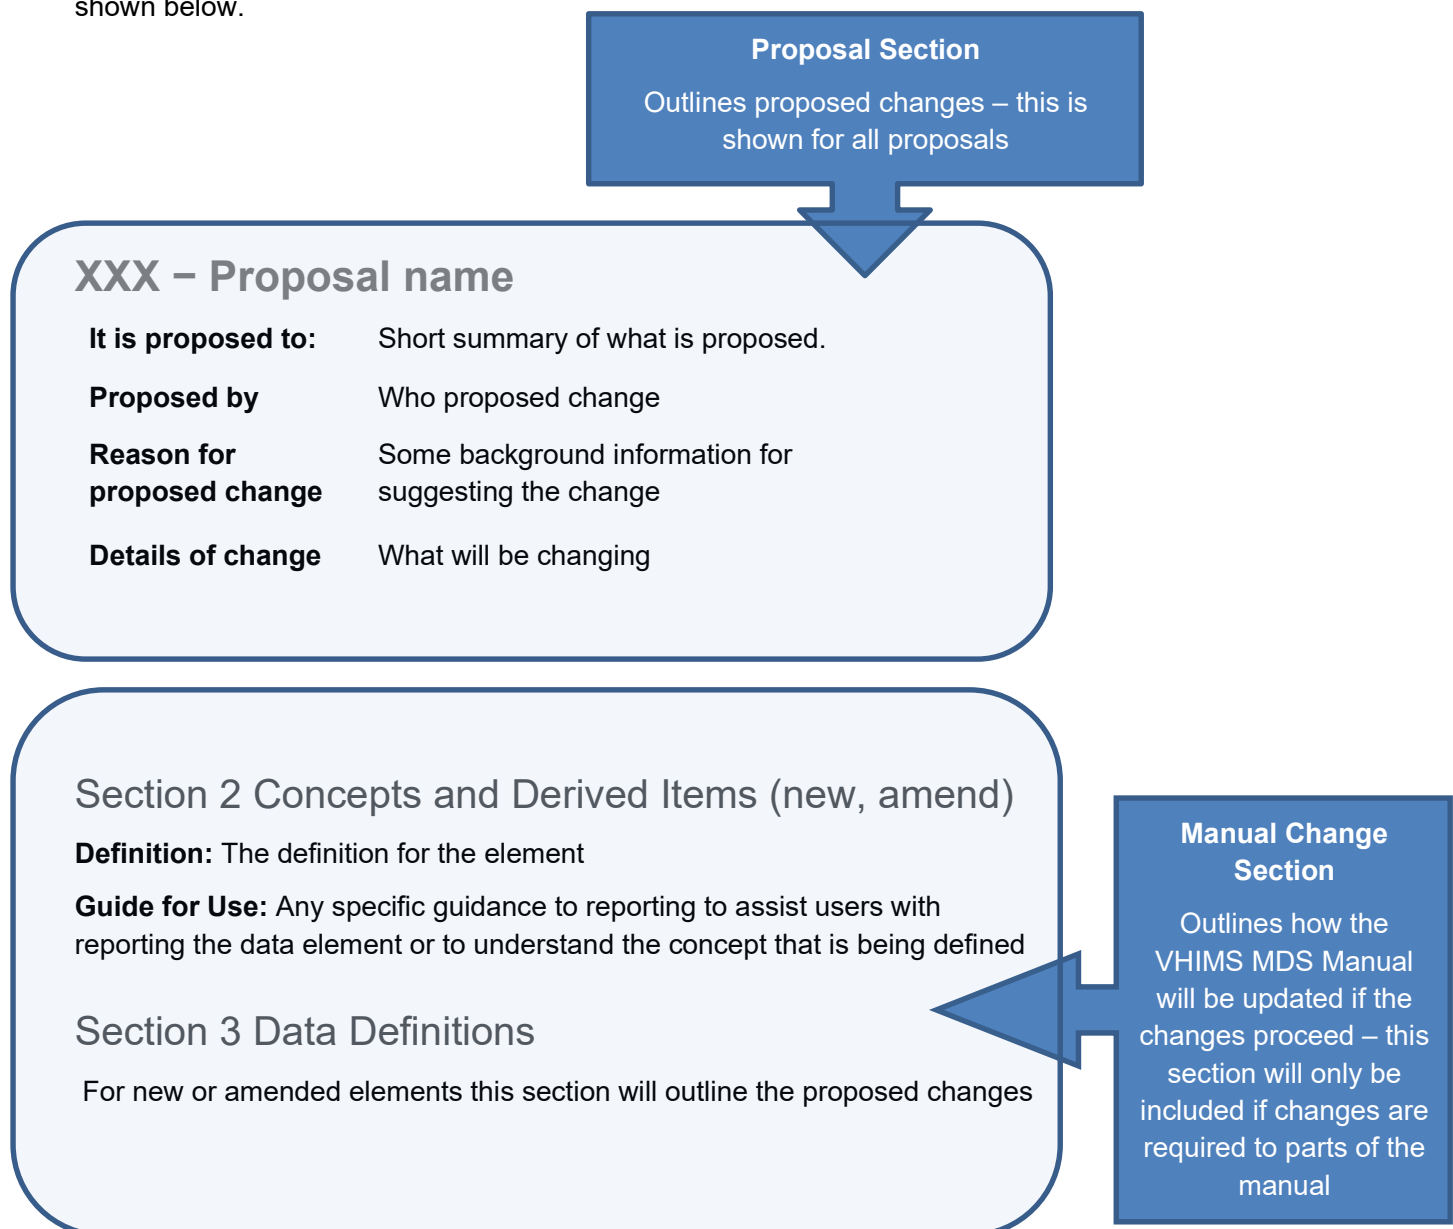 shown below.
Proposal Section
Outlines proposed changes – this is
shown for all proposals
XXX − Proposal name
It is proposed to: Short summary of what is proposed.
Proposed by Who proposed change
Reason for Some background information for
proposed change suggesting the change
Details of change What will be changing
Section 2 Concepts and Derived Items (new, amend)
Definition: The definition for the element
Guide for Use: Any specific guidance to reporting to assist users with
reporting the data element or to understand the concept that is being defined
Section 3 Data Definitions
For new or amended elements this section will outline the proposed changes
Manual Change
Section
Outlines how the
VHIMS MDS Manual
will be updated if the
changes proceed – this
section will only be
included if changes are
required to parts of the
manual